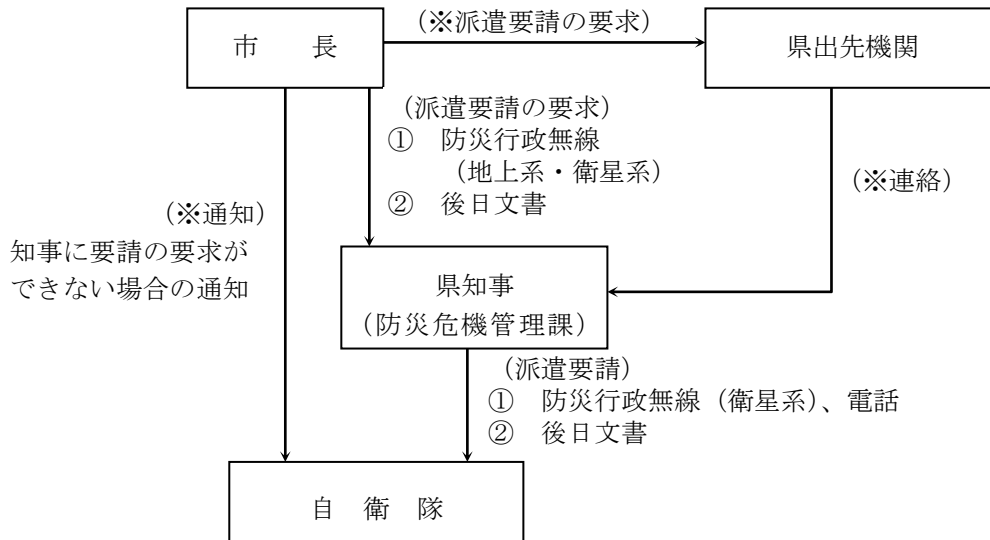 (※派遣要請の要求)
市　　長
県出先機関
(派遣要請の要求)
①　防災行政無線
(地上系・衛星系)
②　後日文書
(※連絡)
(※通知)
知事に要請の要求が
できない場合の通知
県知事
(防災危機管理課)
(派遣要請)
①　防災行政無線（衛星系）、電話
②　後日文書
自　衛　隊